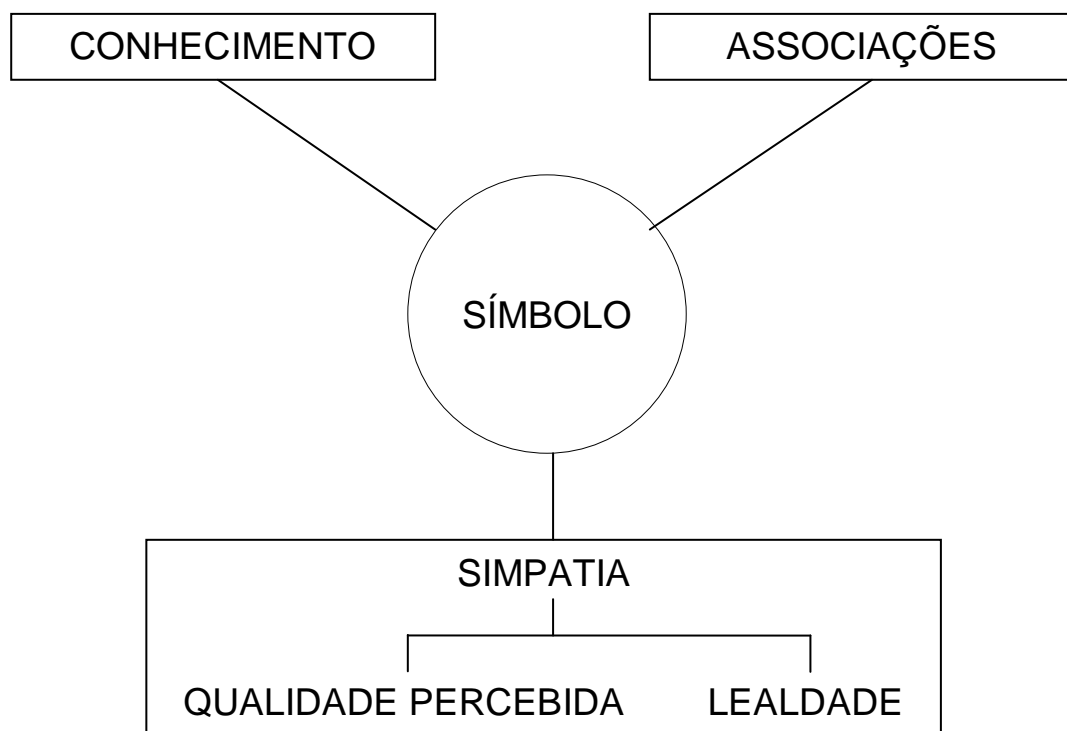 CONHECIMENTO
ASSOCIAÇÕES
SÍMBOLO
SIMPATIA
QUALIDADE PERCEBIDA
LEALDADE